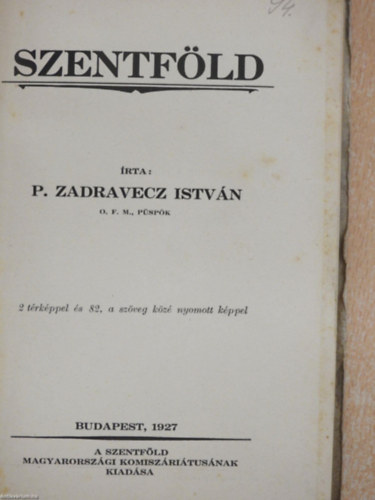 94.
SZENTFÖLD
ÍRTA:
P. ZADRAVECZ ISTVÁN
O. F. M., PÜSPÖK
2 térképpel és 82, a szöveg közé nyomott képpel
BUDAPEST, 1927
A SZENTFÖLD
MAGYARORSZÁGI KOMISZÁRIÁTUSÁNAK
KIADÁSA